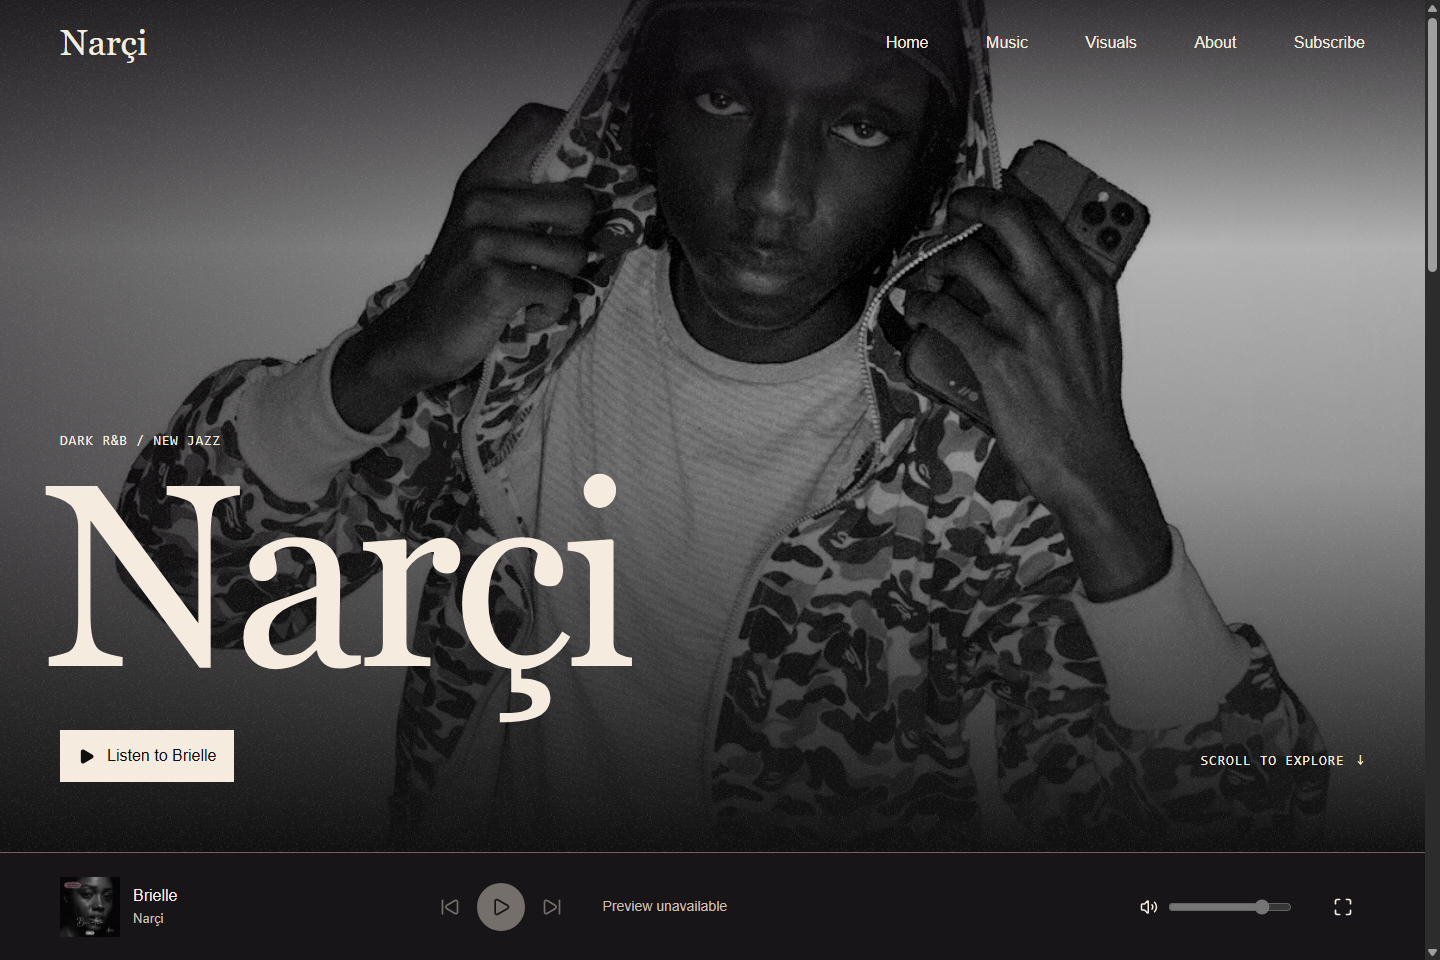 Narçi
Home Music Visuals About Subscribe
DARK R&B / NEW JAZZ
Narçi
Listen to Brielle
SCROLL TO EXPLORE ↓
Brielle
Narçi
Preview unavailable